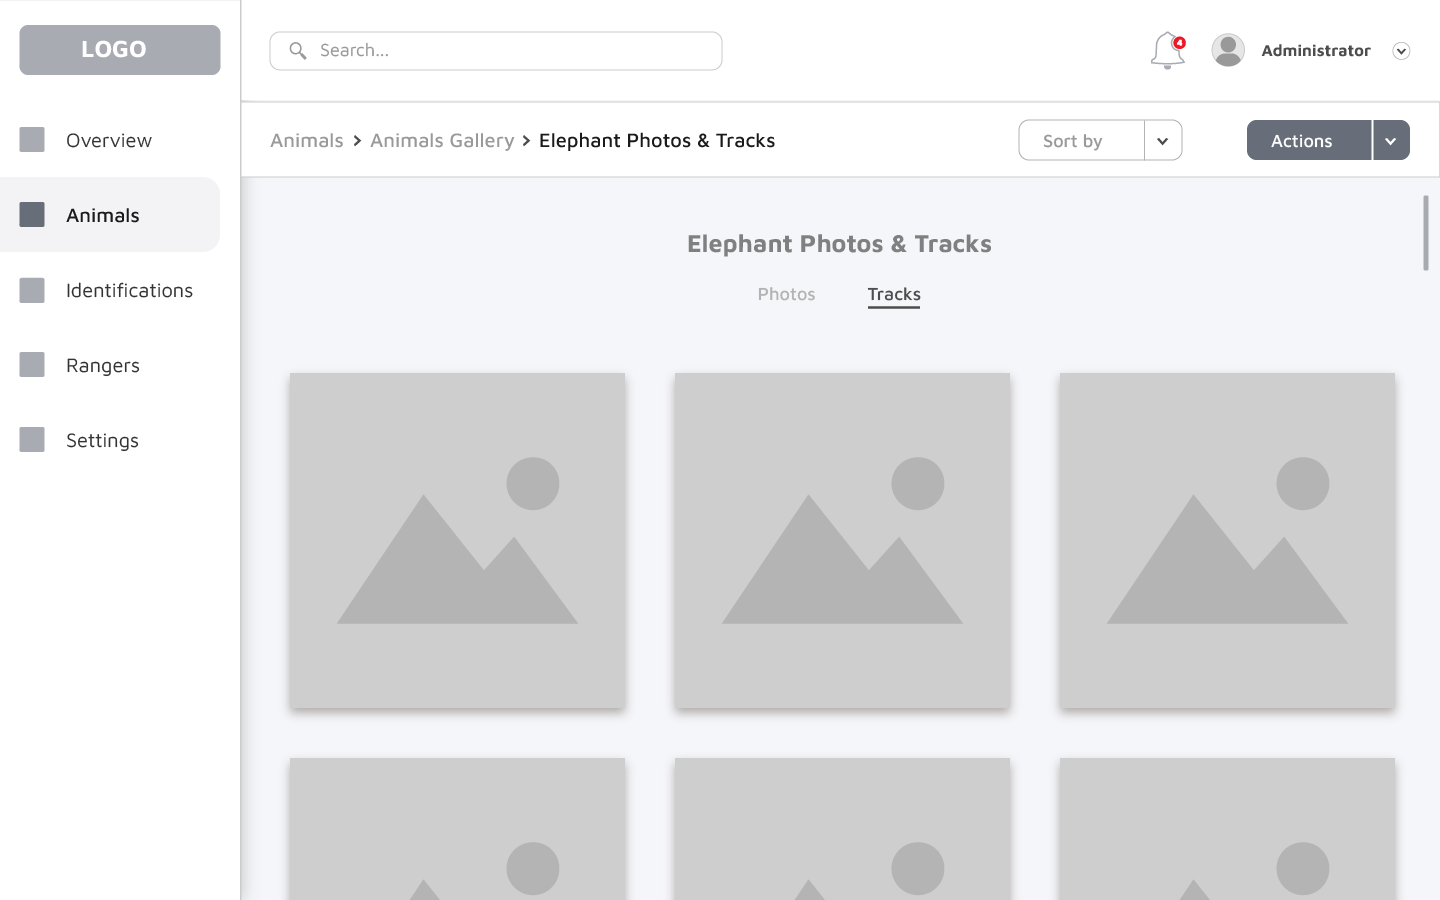 LOGO
Search...
4
Administrator
Overview
Animals
Identifications
Rangers
Settings
Animals > Animals Gallery > Elephant Photos & Tracks
Sort by
Actions
Elephant Photos & Tracks
Photos
Tracks